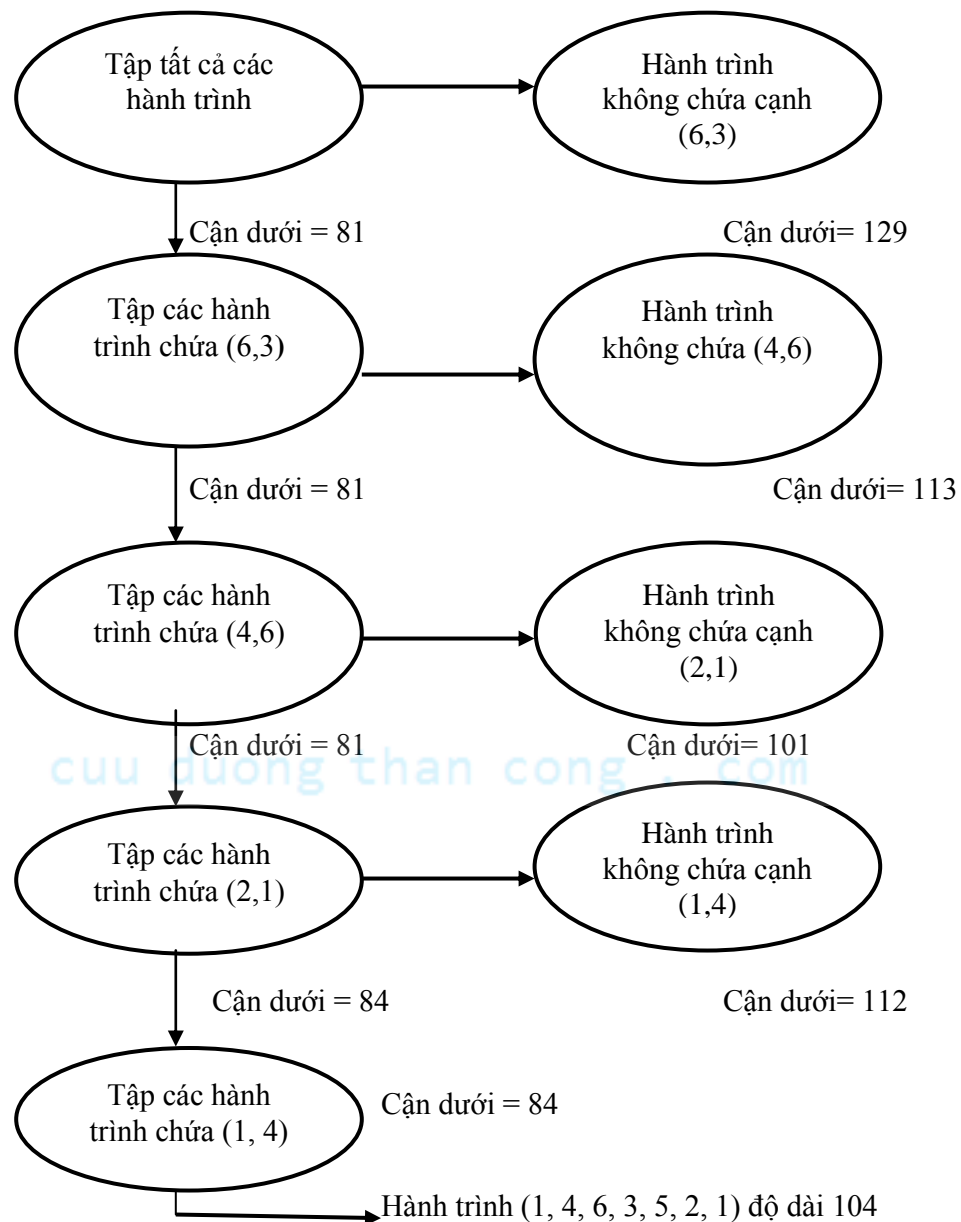 Tập tất cả các
hành trình
Hành trình
không chứa cạnh
(6,3)
Cận dưới = 81
Cận dưới= 129
Tập các hành
trình chứa (6,3)
Hành trình
không chứa (4,6)
Cận dưới = 81
Cận dưới= 113
Tập các hành
trình chứa (4,6)
Hành trình
không chứa cạnh
(2,1)
Cận dưới = 81
Cận dưới= 101
cuu duong than cong . com
Tập các hành
trình chứa (2,1)
Hành trình
không chứa cạnh
(1,4)
Cận dưới = 84
Cận dưới= 112
Tập các hành
trình chứa (1, 4)
Cận dưới = 84
Hành trình (1, 4, 6, 3, 5, 2, 1) độ dài 104